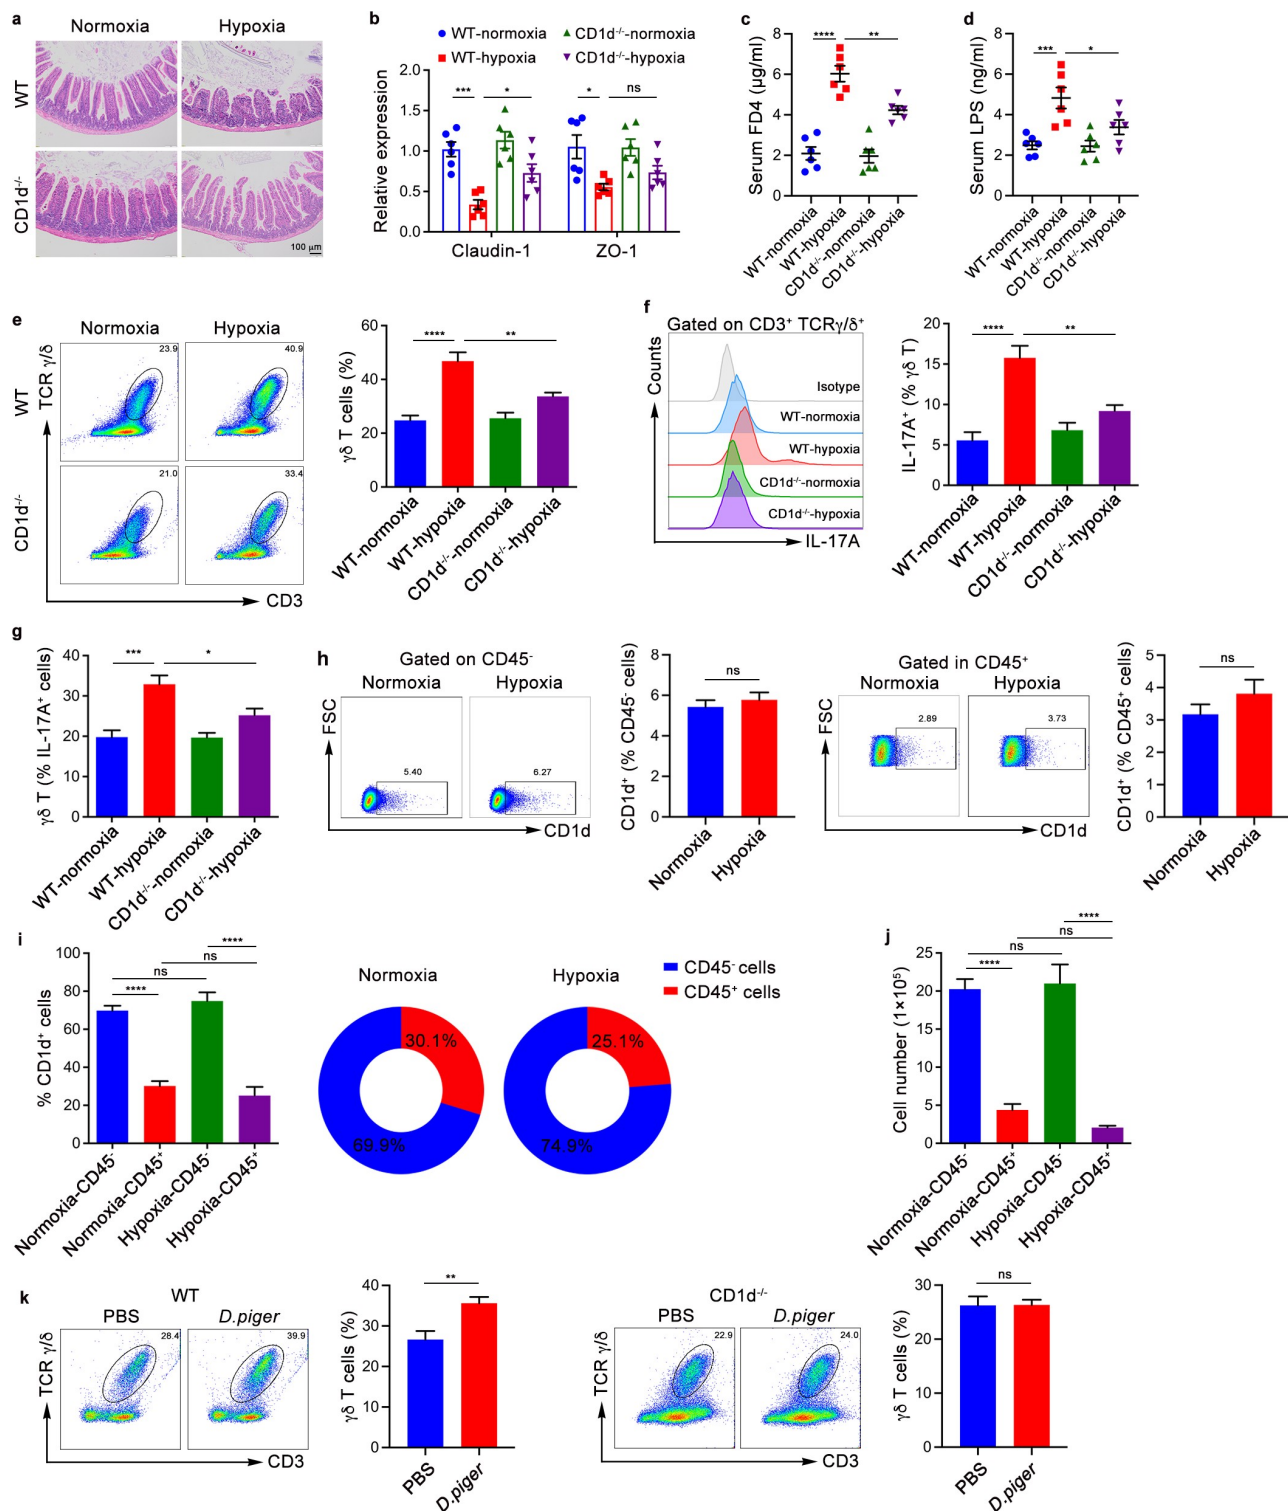 a
Normoxia
Hypoxia
WT
CD1d-/-
100 µm
b
WT-normoxia
CD1d-/--normoxia
WT-hypoxia
CD1d-/--hypoxia
Relative expression
2.0
1.5
1.0
0.5
0.0
***
*
*
ns
Claudin-1
ZO-1
c
Serum FD4 (µg/ml)
8
6
4
2
0
****
**
WT-normoxia
WT-hypoxia
CD1d-/--normoxia
CD1d-/--hypoxia
d
Serum LPS (ng/ml)
8
6
4
2
0
***
*
WT-normoxia
WT-hypoxia
CD1d-/--normoxia
CD1d-/--hypoxia
e
Normoxia
Hypoxia
WT
CD1d-/-
TCR γ/δ
23.9
40.9
21.0
33.4
CD3
γδ T cells (%)
60
40
20
0
****
**
WT-normoxia
WT-hypoxia
CD1d-/--normoxia
CD1d-/--hypoxia
f
Gated on CD3+ TCRγ/δ+
Counts
Isotype
WT-normoxia
WT-hypoxia
CD1d-/--normoxia
CD1d-/--hypoxia
IL-17A
IL-17A+ (% γδ T)
20
15
10
5
0
****
**
WT-normoxia
WT-hypoxia
CD1d-/--normoxia
CD1d-/--hypoxia
g
γδ T (% IL-17A+ cells)
40
30
20
10
0
***
*
WT-normoxia
WT-hypoxia
CD1d-/--normoxia
CD1d-/--hypoxia
h
Gated on CD45-
Normoxia
Hypoxia
FSC
5.40
6.27
CD1d
CD1d+ (% CD45- cells)
8
6
4
2
0
ns
Normoxia
Hypoxia
Gated in CD45+
Normoxia
Hypoxia
FSC
2.89
3.73
CD1d
CD1d+ (% CD45+ cells)
5
4
3
2
1
0
ns
Normoxia
Hypoxia
i
% CD1d+ cells
100
80
60
40
20
0
****
ns
ns
****
Normoxia-CD45-
Normoxia-CD45+
Hypoxia-CD45-
Hypoxia-CD45+
Normoxia
Hypoxia
CD45- cells
CD45+ cells
30.1%
69.9%
25.1%
74.9%
j
Cell number (1×10⁵)
25
20
15
10
5
0
****
ns
ns
****
Normoxia-CD45-
Normoxia-CD45+
Hypoxia-CD45-
Hypoxia-CD45+
k
WT
PBS
D.piger
TCR γ/δ
28.4
39.9
CD3
γδ T cells (%)
40
30
20
10
0
**
PBS
D.piger
CD1d-/-
PBS
D.piger
TCR γ/δ
22.9
24.0
CD3
γδ T cells (%)
30
20
10
0
ns
PBS
D.piger